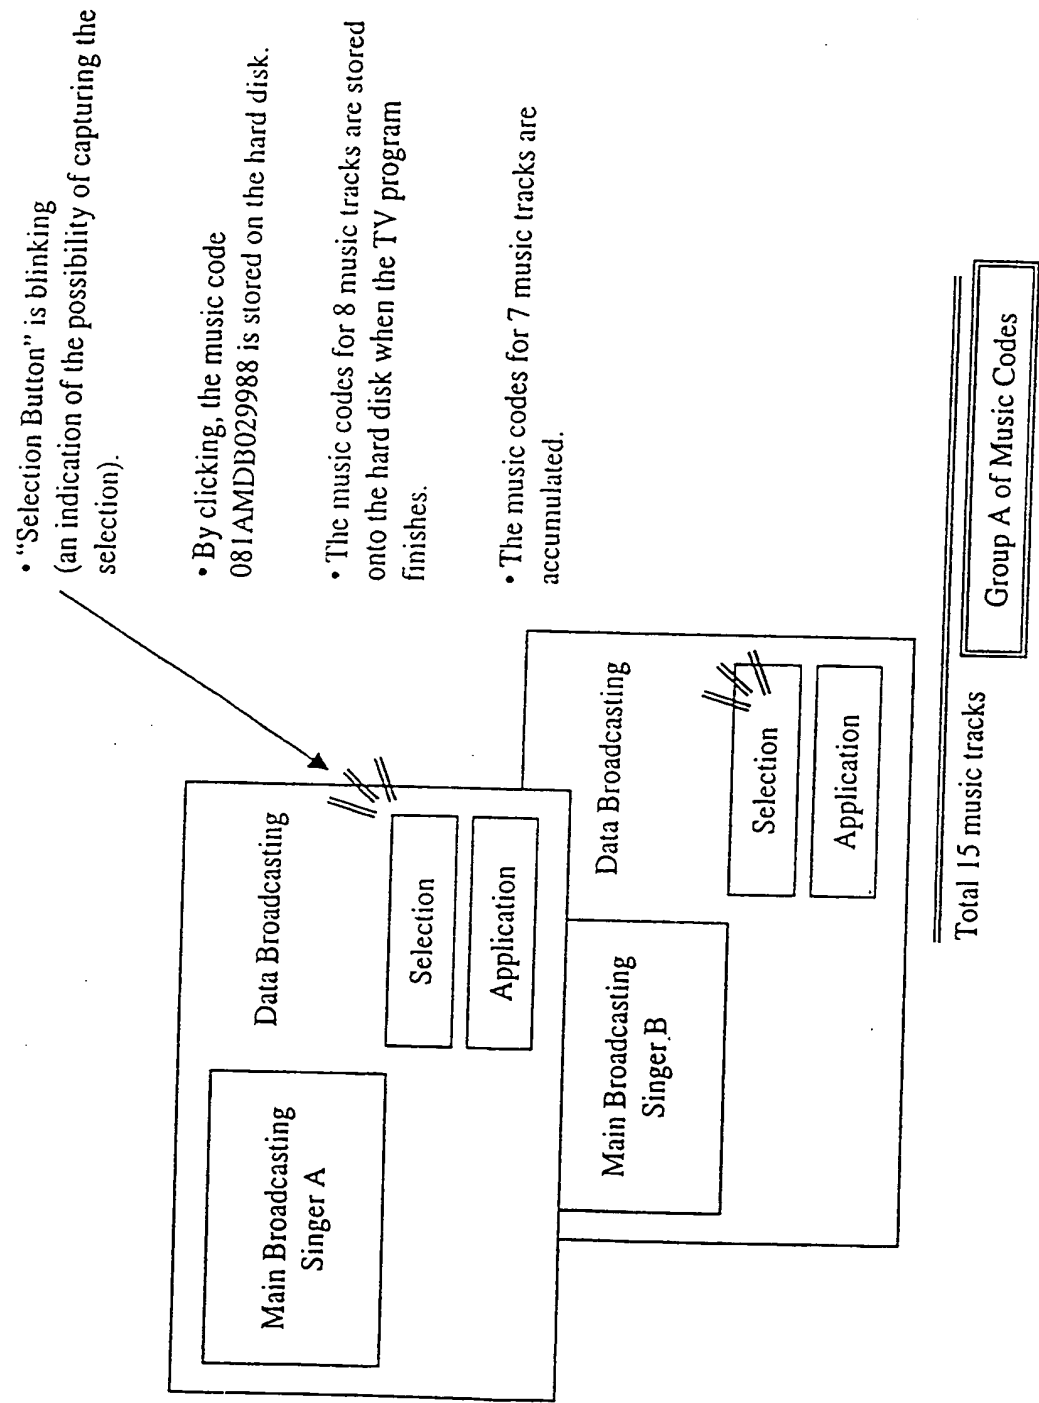 • “Selection Button” is blinking
(an indication of the possibility of capturing the
selection).
• By clicking, the music code
081AMDB029988 is stored on the hard disk.
• The music codes for 8 music tracks are stored
onto the hard disk when the TV program
finishes.
• The music codes for 7 music tracks are
accumulated.
Main Broadcasting
Singer A
Data Broadcasting
Selection
Application
Main Broadcasting
Singer B
Data Broadcasting
Selection
Application
Total 15 music tracks
Group A of Music Codes